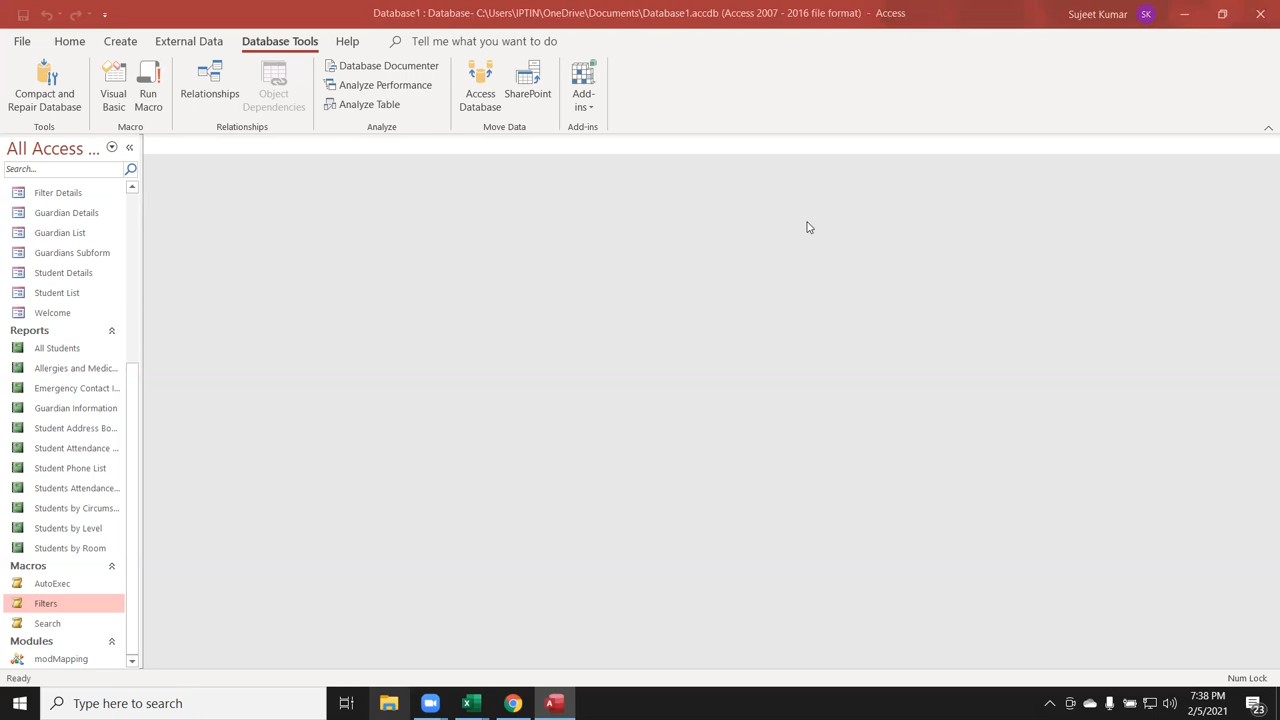 Database1 : Database- C:\Users\IPTIN\OneDrive\Documents\Database1.accdb (Access 2007 - 2016 file format) - Access
Sujeet Kumar SK
File Home Create External Data Database Tools Help Tell me what you want to do
Compact and Repair Database
Visual Basic
Run Macro
Relationships
Object Dependencies
Database Documenter
Analyze Performance
Analyze Table
Access Database
SharePoint
Add-ins
Tools Macro Relationships Analyze Move Data Add-ins
All Access ...
Search...
Filter Details
Guardian Details
Guardian List
Guardians Subform
Student Details
Student List
Welcome
Reports
All Students
Allergies and Medic...
Emergency Contact I...
Guardian Information
Student Address Bo...
Student Attendance ...
Student Phone List
Students Attendance...
Students by Circums...
Students by Level
Students by Room
Macros
AutoExec
Filters
Search
Modules
modMapping
Ready Num Lock
Type here to search
7:38 PM
2/5/2021
23